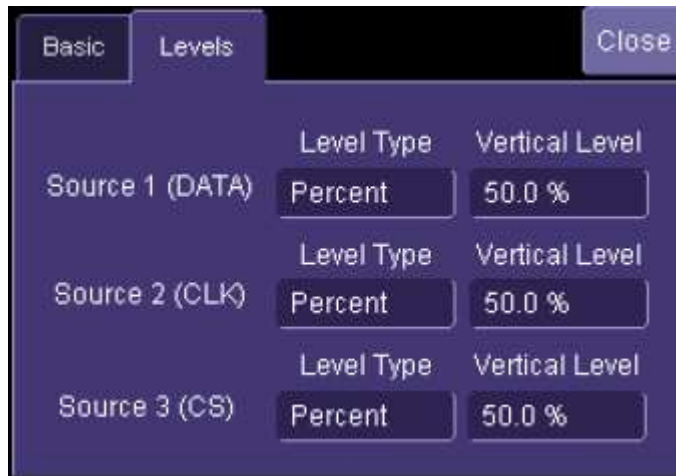 Basic Levels Close
Level Type Vertical Level
Source 1 (DATA) Percent 50.0 %
Level Type Vertical Level
Source 2 (CLK) Percent 50.0 %
Level Type Vertical Level
Source 3 (CS) Percent 50.0 %